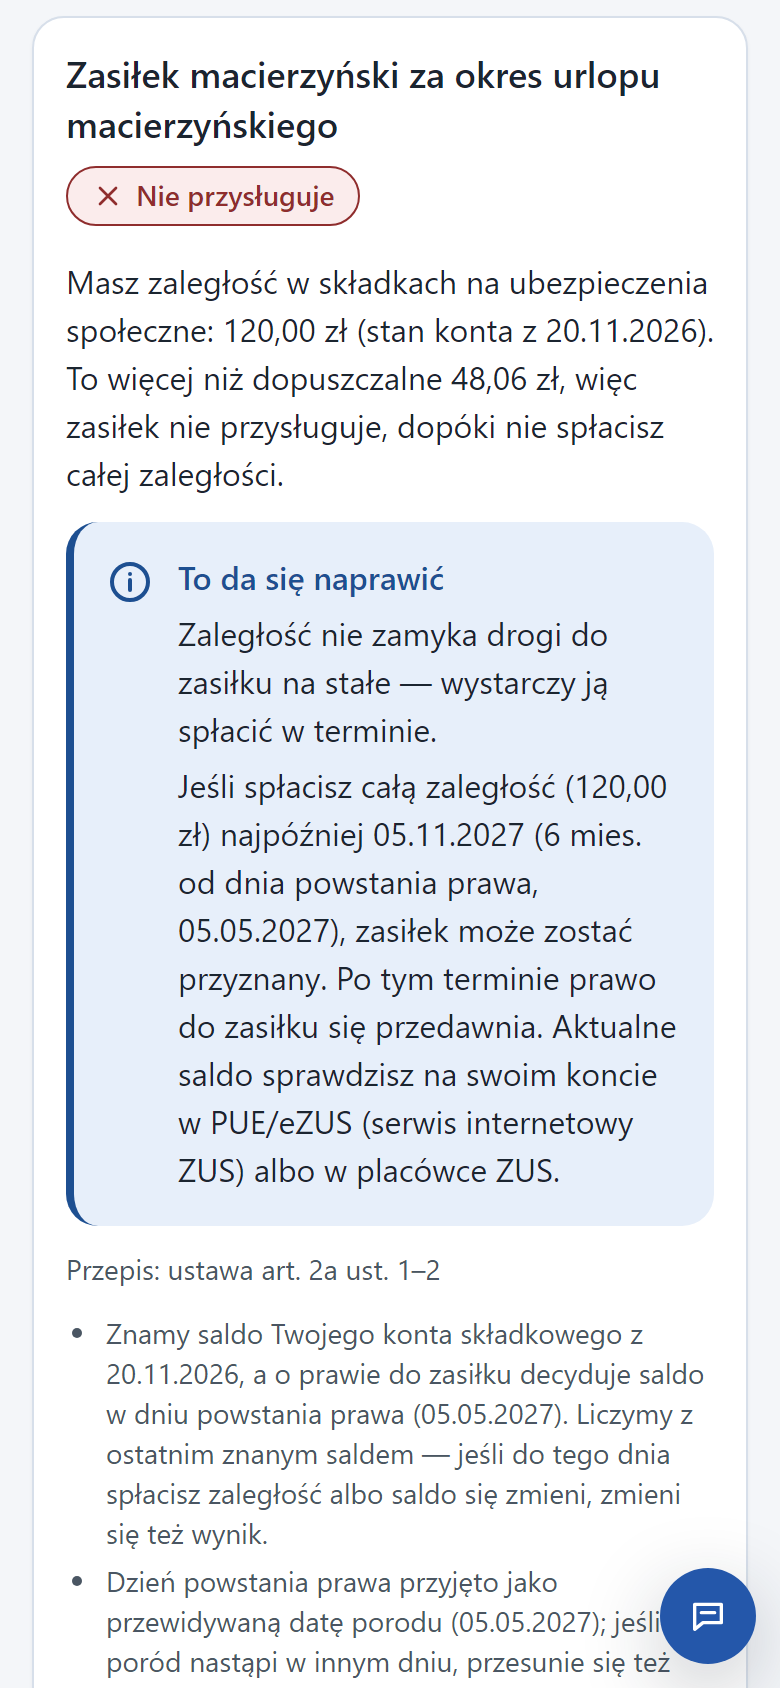 Zasiłek macierzyński za okres urlopu
macierzyńskiego
Nie przysługuje
Masz zaległość w składkach na ubezpieczenia
społeczne: 120,00 zł (stan konta z 20.11.2026).
To więcej niż dopuszczalne 48,06 zł, więc
zasiłek nie przysługuje, dopóki nie spłacisz
całej zaległości.
To da się naprawić
Zaległość nie zamyka drogi do
zasiłku na stałe — wystarczy ją
spłacić w terminie.
Jeśli spłacisz całą zaległość (120,00
zł) najpóźniej 05.11.2027 (6 mies.
od dnia powstania prawa,
05.05.2027), zasiłek może zostać
przyznany. Po tym terminie prawo
do zasiłku się przedawnia. Aktualne
saldo sprawdzisz na swoim koncie
w PUE/eZUS (serwis internetowy
ZUS) albo w placówce ZUS.
Przepis: ustawa art. 2a ust. 1–2
• Znamy saldo Twojego konta składkowego z
20.11.2026, a o prawie do zasiłku decyduje saldo
w dniu powstania prawa (05.05.2027). Liczymy z
ostatnim znanym saldem — jeśli do tego dnia
spłacisz zaległość albo saldo się zmieni, zmieni
się też wynik.
• Dzień powstania prawa przyjęto jako
przewidywaną datę porodu (05.05.2027); jeśli
poród nastąpi w innym dniu, przesunie się też